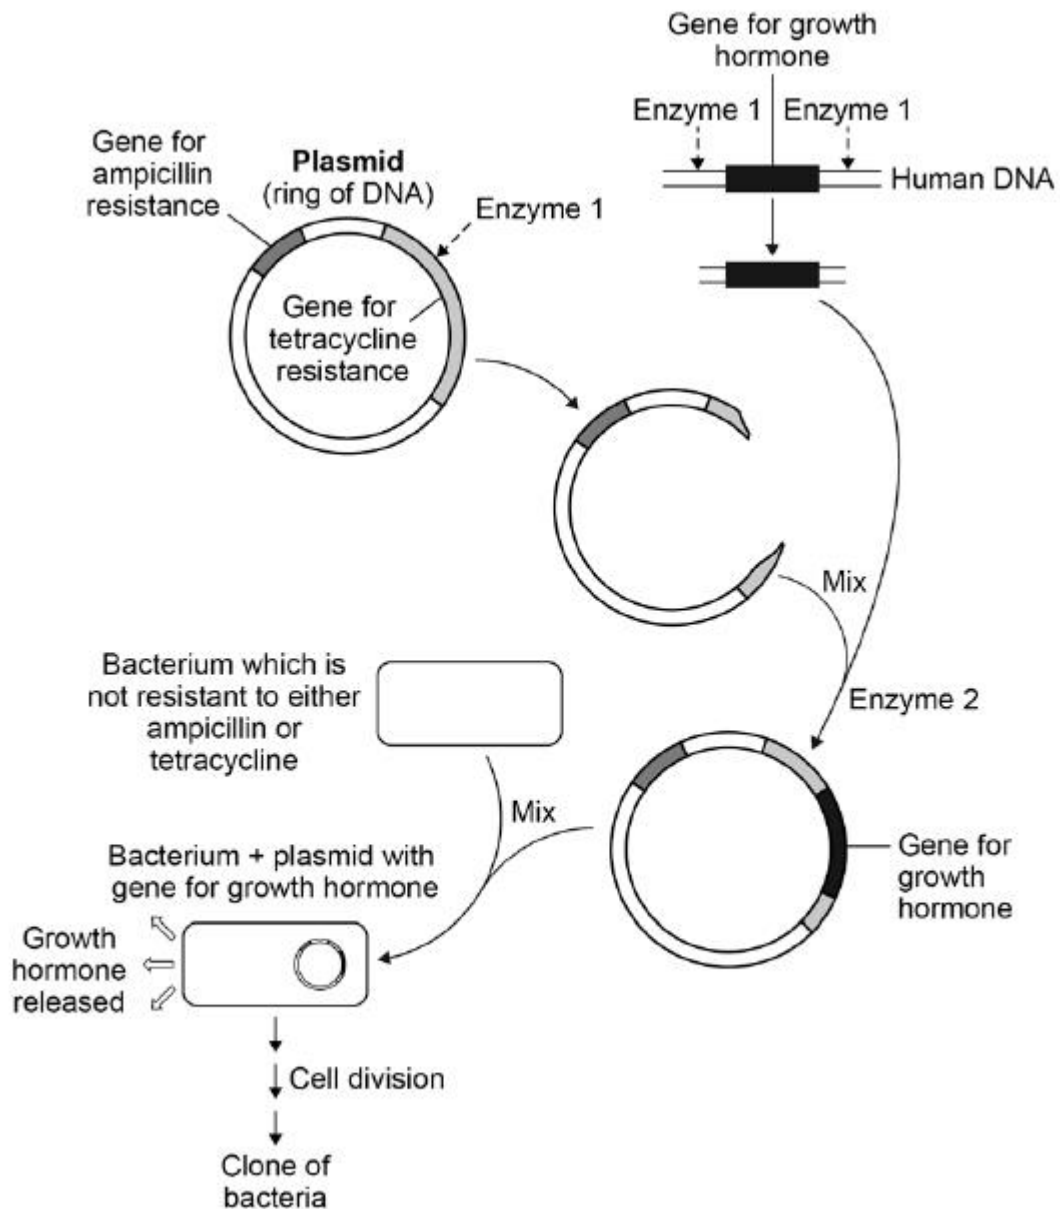 Gene for growth
hormone
Enzyme 1
Enzyme 1
Human DNA
Gene for
ampicillin
resistance
Plasmid
(ring of DNA)
Enzyme 1
Gene for
tetracycline
resistance
Mix
Enzyme 2
Bacterium which is
not resistant to either
ampicillin or
tetracycline
Mix
Gene for
growth
hormone
Bacterium + plasmid with
gene for growth hormone
Growth
hormone
released
Cell division
Clone of
bacteria